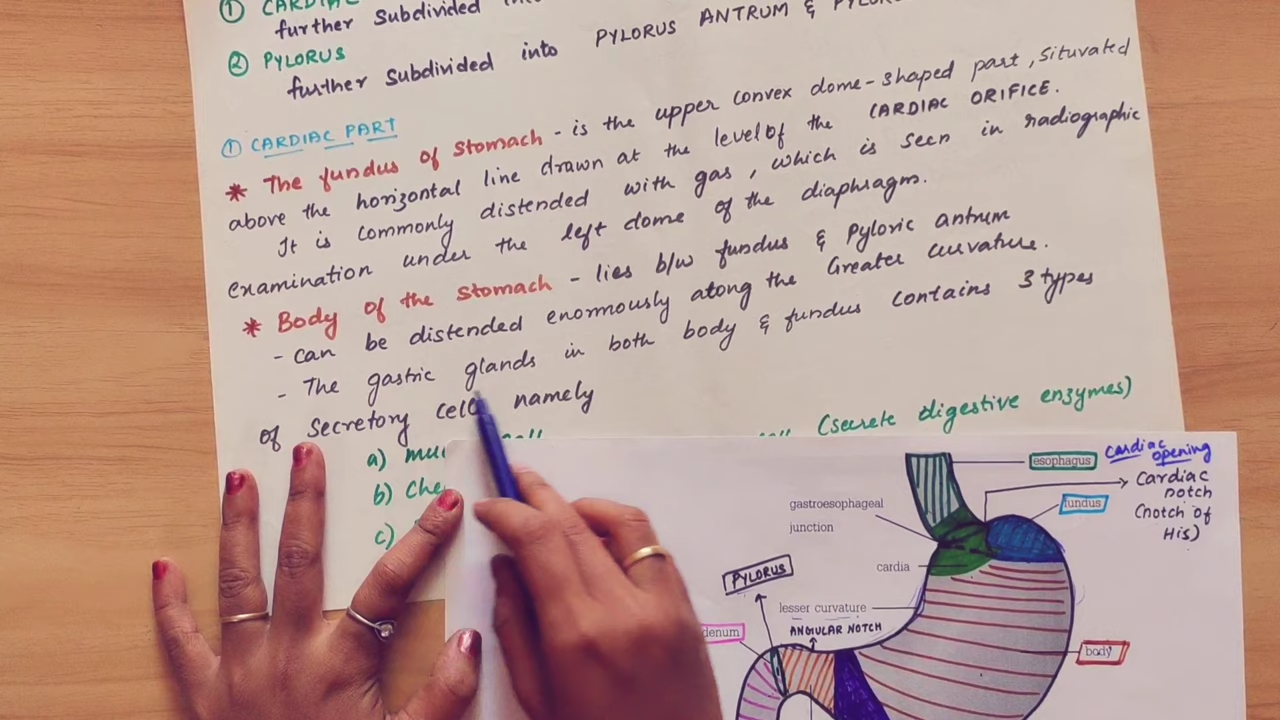 ① CARDIAC
further subdivided into
② PYLORUS
further subdivided into PYLORUS ANTRUM &
① CARDIAC PART
* The fundus of Stomach - is the upper convex dome-shaped part, Situvated
above the horizontal line drawn at the level of the CARDIAC ORIFICE.
It is commonly distended with gas, which is seen in radiographic
examination under the left dome of the diaphragm.
* Body of the Stomach - lies b/w fundus & Pyloric antrum
- Can be distended enormously along the Greater curvature.
- The gastric glands in both body & fundus contains 3 types
of Secretory cells namely
a)
b)
c)
(secrete digestive enzymes)
esophagus
cardiac opening
Cardiac notch
(notch of His)
fundus
gastroesophageal
junction
cardia
PYLORUS
lesser curvature
ANGULAR NOTCH
denum
body